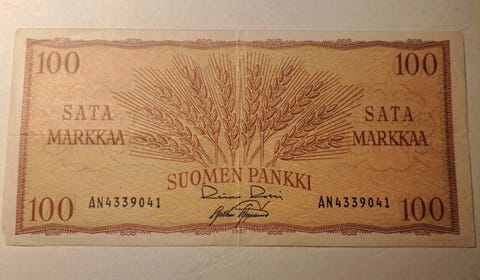 100 100
SATA SATA
MARKKAA MARKKAA
SUOMEN PANKKI
AN4339041 AN4339041
100 100